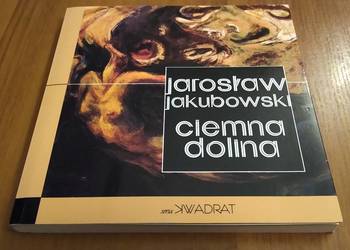 jarosław
jakubowski
ciemna
dolina
KWADRAT